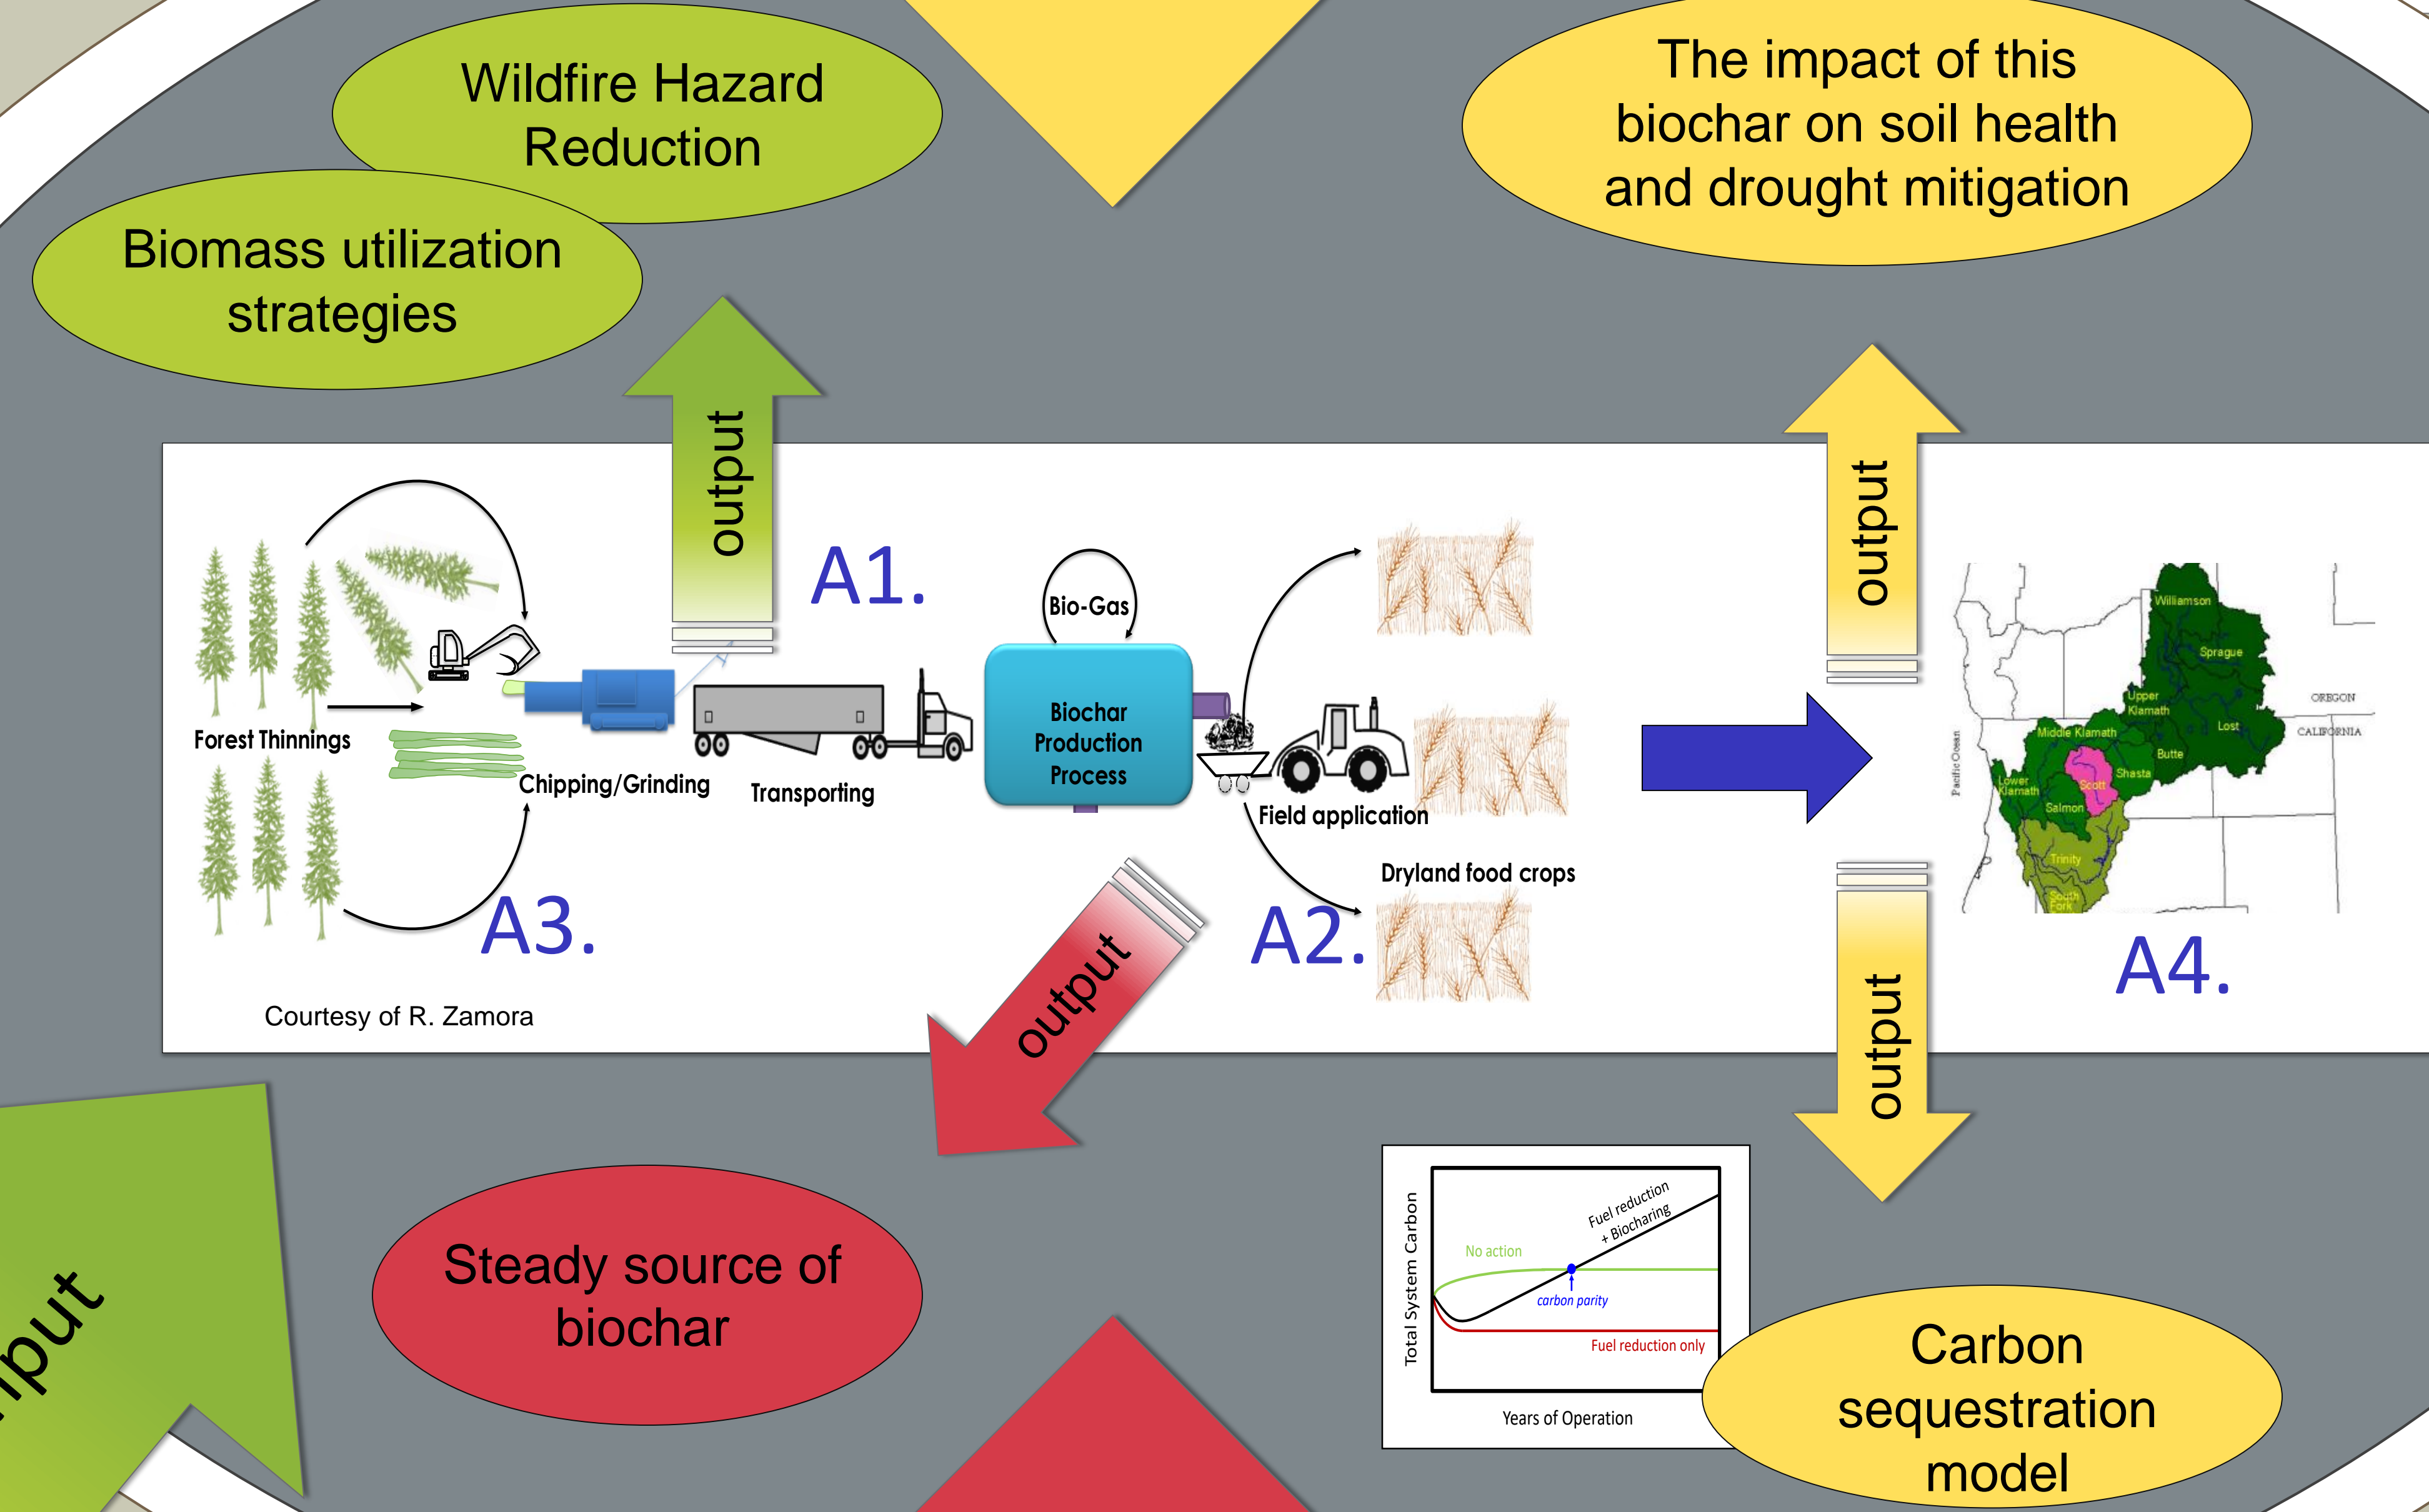 Wildfire Hazard
Reduction
Biomass utilization
strategies
The impact of this
biochar on soil health
and drought mitigation
output
output
A1.
Bio-Gas
Biochar
Production
Process
Forest Thinnings
Chipping/Grinding
Transporting
Field application
Dryland food crops
A3.
A2.
Courtesy of R. Zamora
Williamson
Sprague
Upper
Klamath
OREGON
Lost
CALIFORNIA
Middle Klamath
Butte
Pacific Ocean
Scott
Shasta
Lower
Klamath
Salmon
Trinity
South
Fork
A4.
output
output
Steady source of
biochar
Total System Carbon
Fuel reduction
+ Biocharing
No action
carbon parity
Fuel reduction only
Years of Operation
Carbon
sequestration
model